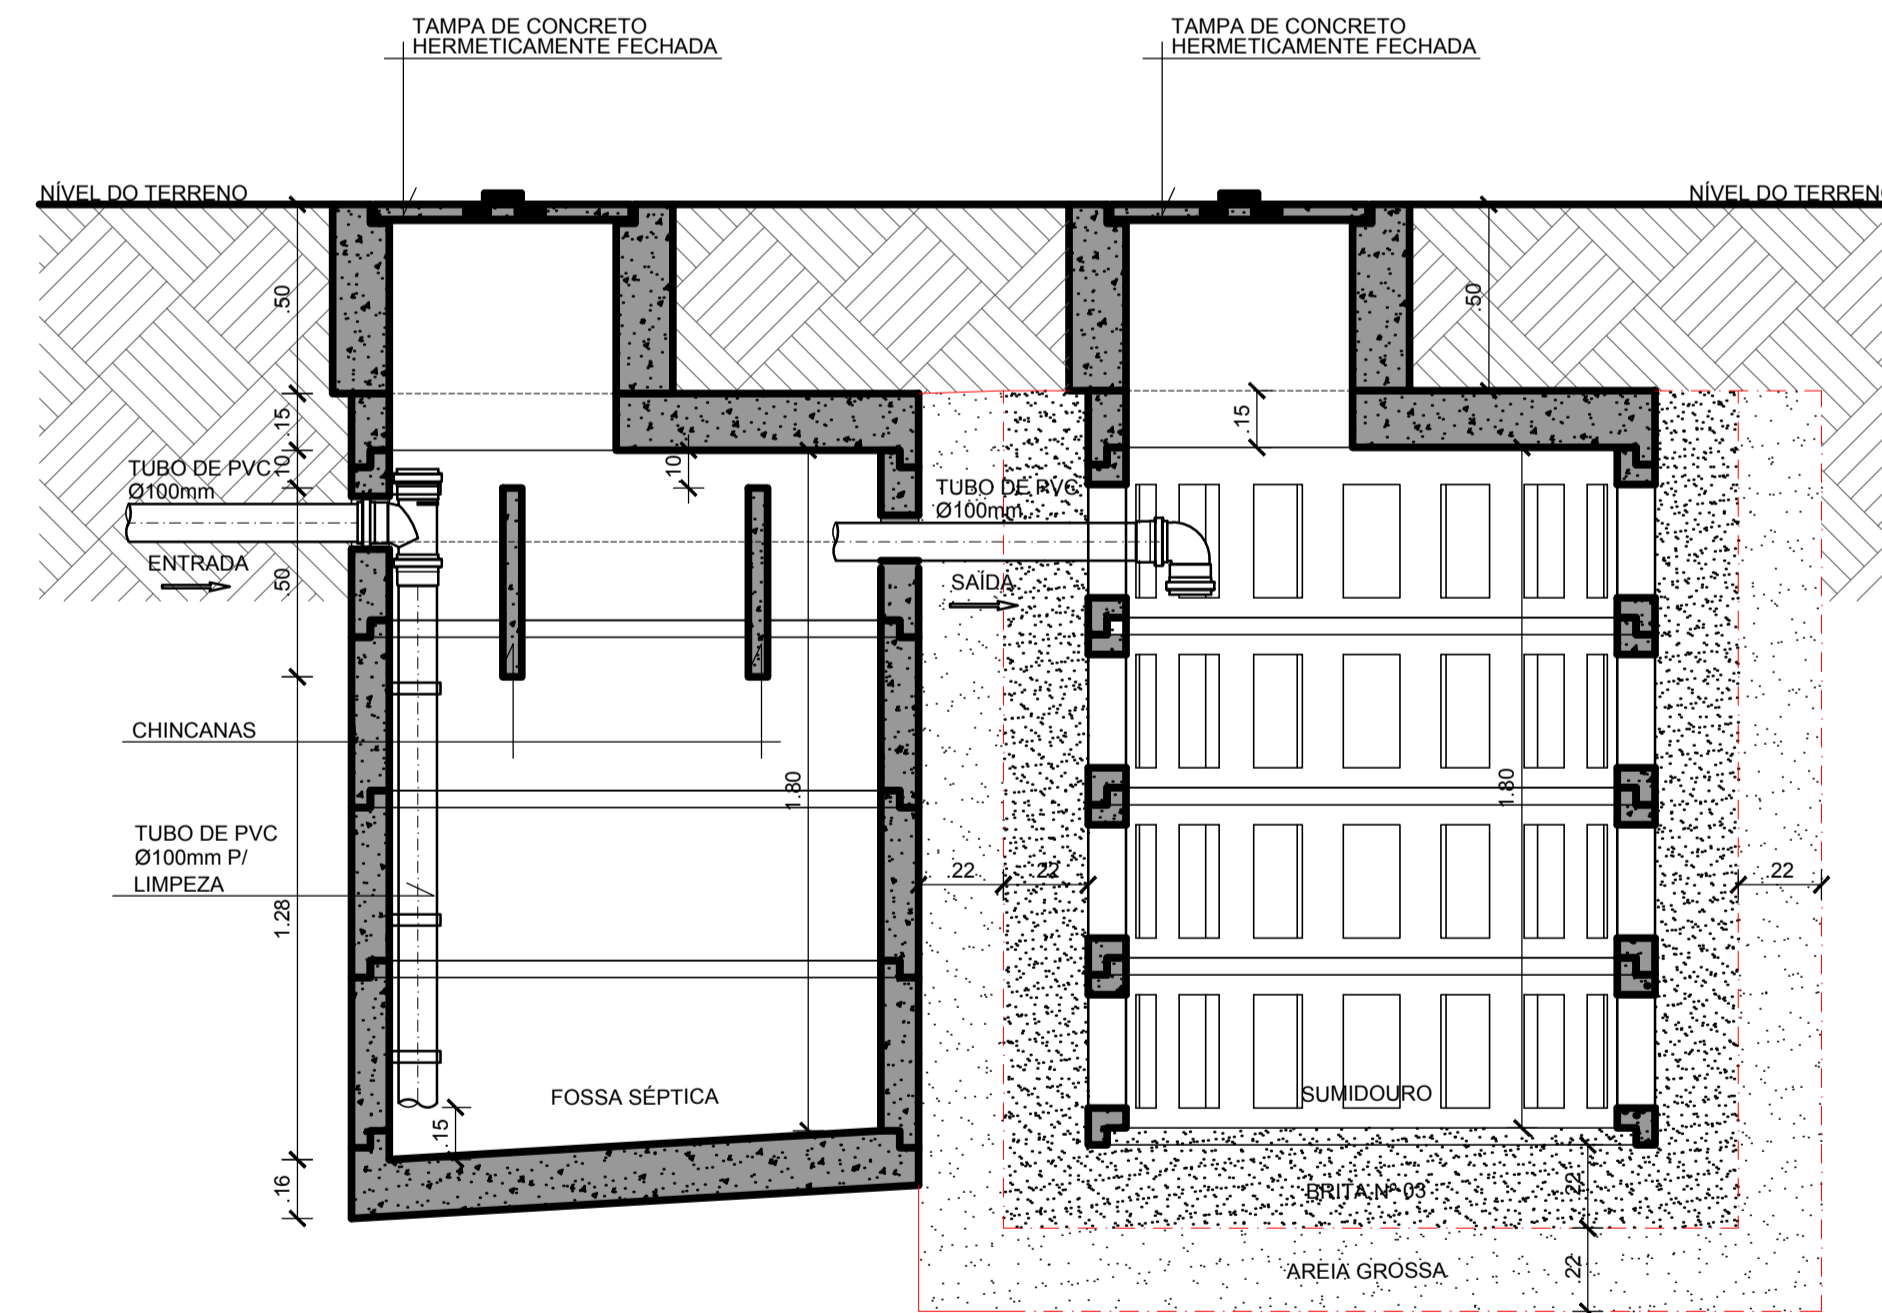 TAMPA DE CONCRETO
HERMETICAMENTE FECHADA
TAMPA DE CONCRETO
HERMETICAMENTE FECHADA
NÍVEL DO TERRENO
NÍVEL DO TERRENO
.50
.50
.15
.15
10
10
TUBO DE PVC
Ø100mm
TUBO DE PVC
Ø100mm
ENTRADA
SAÍDA
.50
CHINCANAS
1.80
1.80
TUBO DE PVC
Ø100mm P/
LIMPEZA
22
22
22
1.28
FOSSA SÉPTICA
SUMIDOURO
15
.16
BRITA Nº 03
22
AREIA GROSSA
22